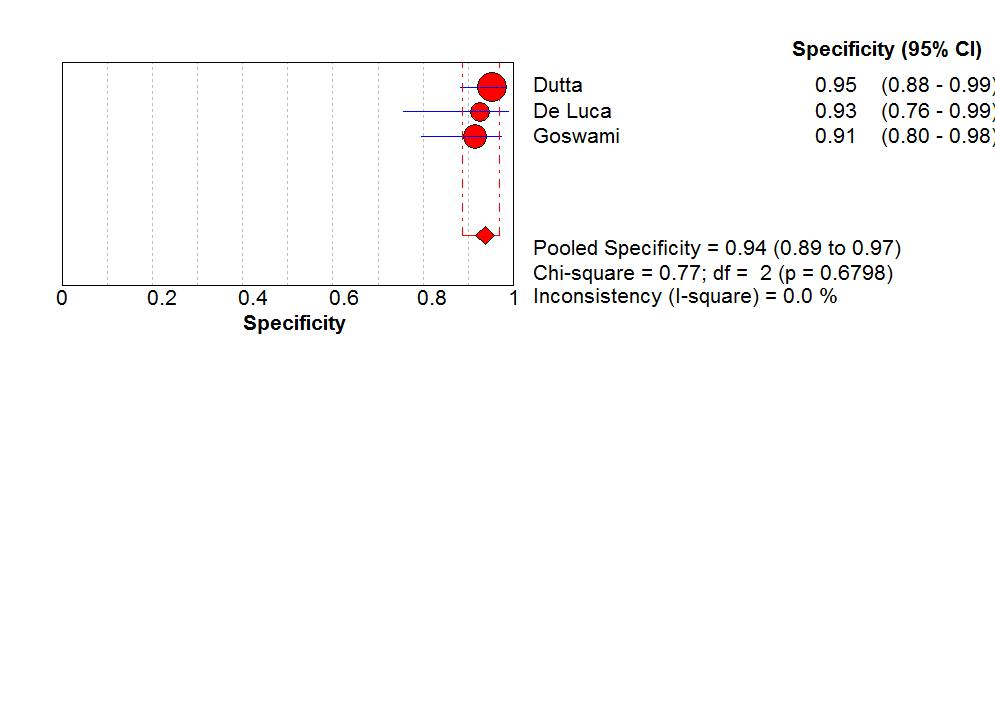 Specificity (95% CI)
Dutta 0.95 (0.88 - 0.99)
De Luca 0.93 (0.76 - 0.99)
Goswami 0.91 (0.80 - 0.98)
Pooled Specificity = 0.94 (0.89 to 0.97)
Chi-square = 0.77; df = 2 (p = 0.6798)
Inconsistency (I-square) = 0.0 %
0 0.2 0.4 0.6 0.8 1
Specificity